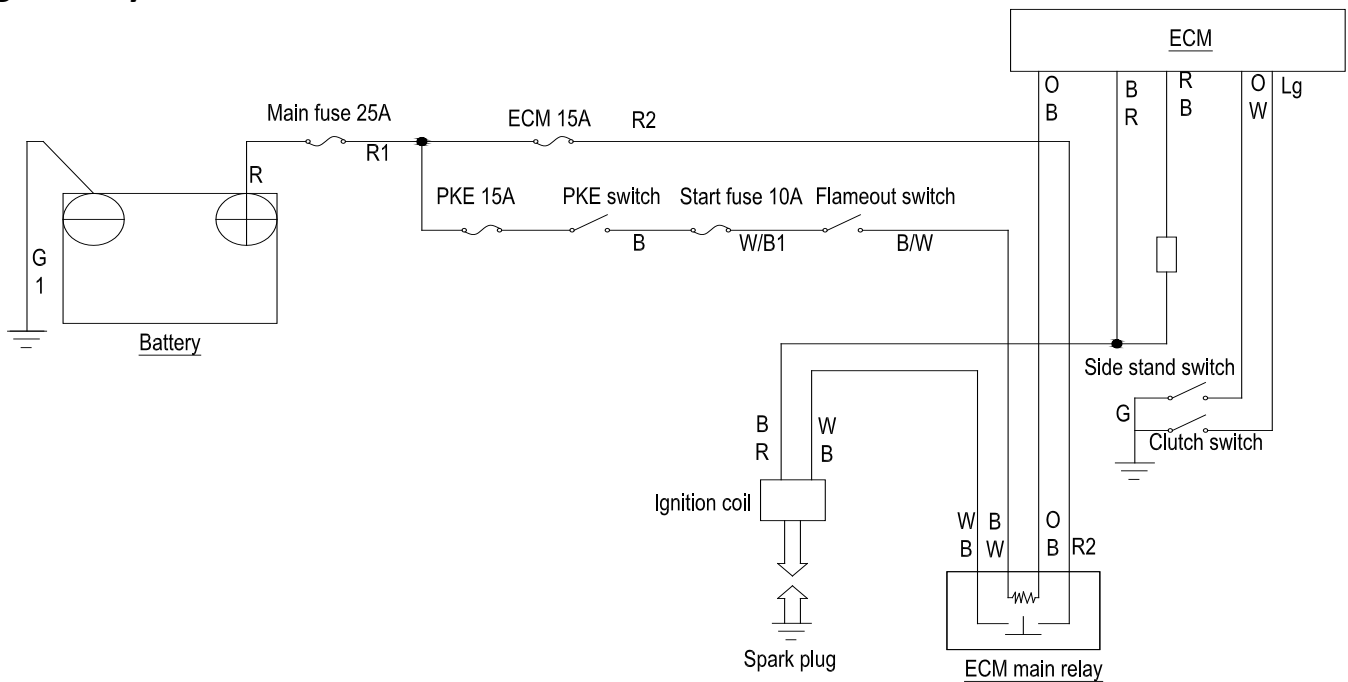 ECM
O B
B R
R B
O W
Lg
Main fuse 25A
ECM 15A
R2
R1
R
PKE 15A
PKE switch
Start fuse 10A
Flameout switch
B
W/B1
B/W
G 1
Battery
Side stand switch
G
Clutch switch
B R
W B
Ignition coil
W B
B W
O B
R2
Spark plug
ECM main relay